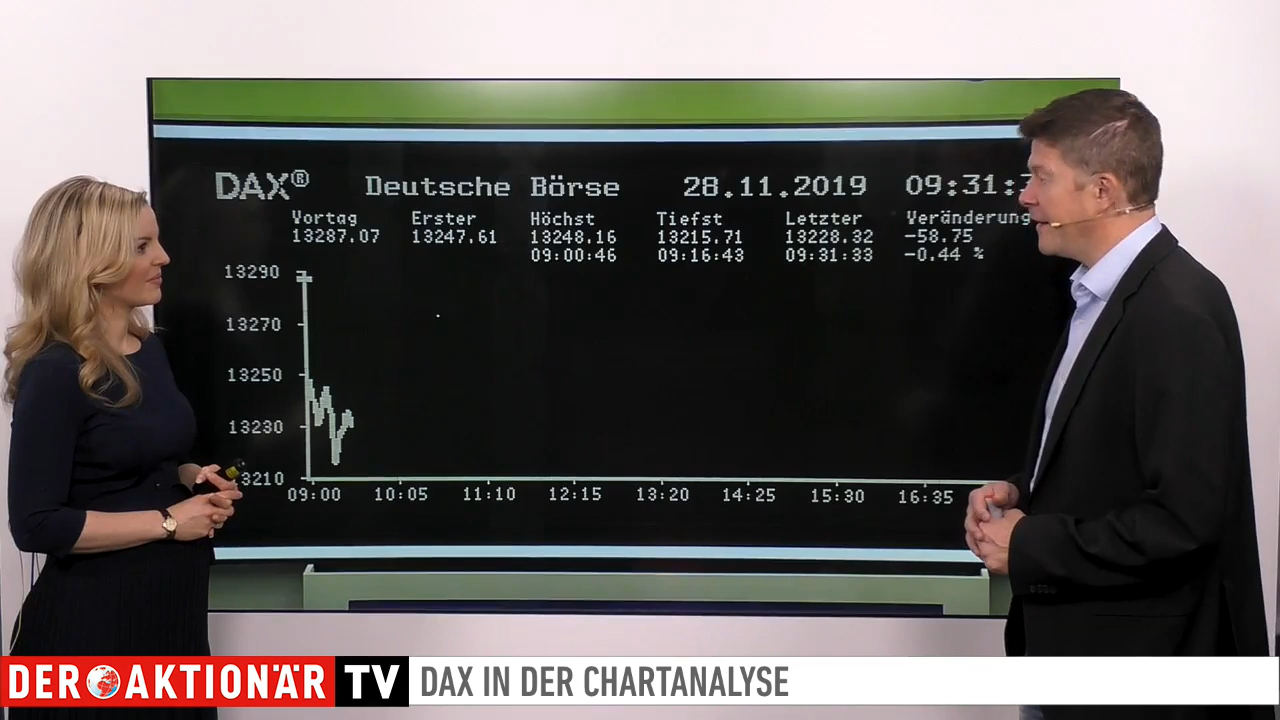 DAX® Deutsche Börse 28.11.2019 09:31:
Vortag Erster Höchst Tiefst Letzter Veränderung
13287.07 13247.61 13248.16 13215.71 13228.32 -58.75
09:00:46 09:16:43 09:31:33 -0.44 %
13290
13270
13250
13230
3210
09:00 10:05 11:10 12:15 13:20 14:25 15:30 16:35
DER AKTIONÄR TV DAX IN DER CHARTANALYSE